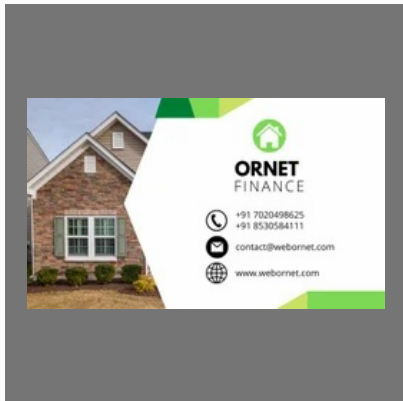 ORNET
FINANCE
+91 7020498625
+91 8530584111
contact@webornet.com
www.webornet.com